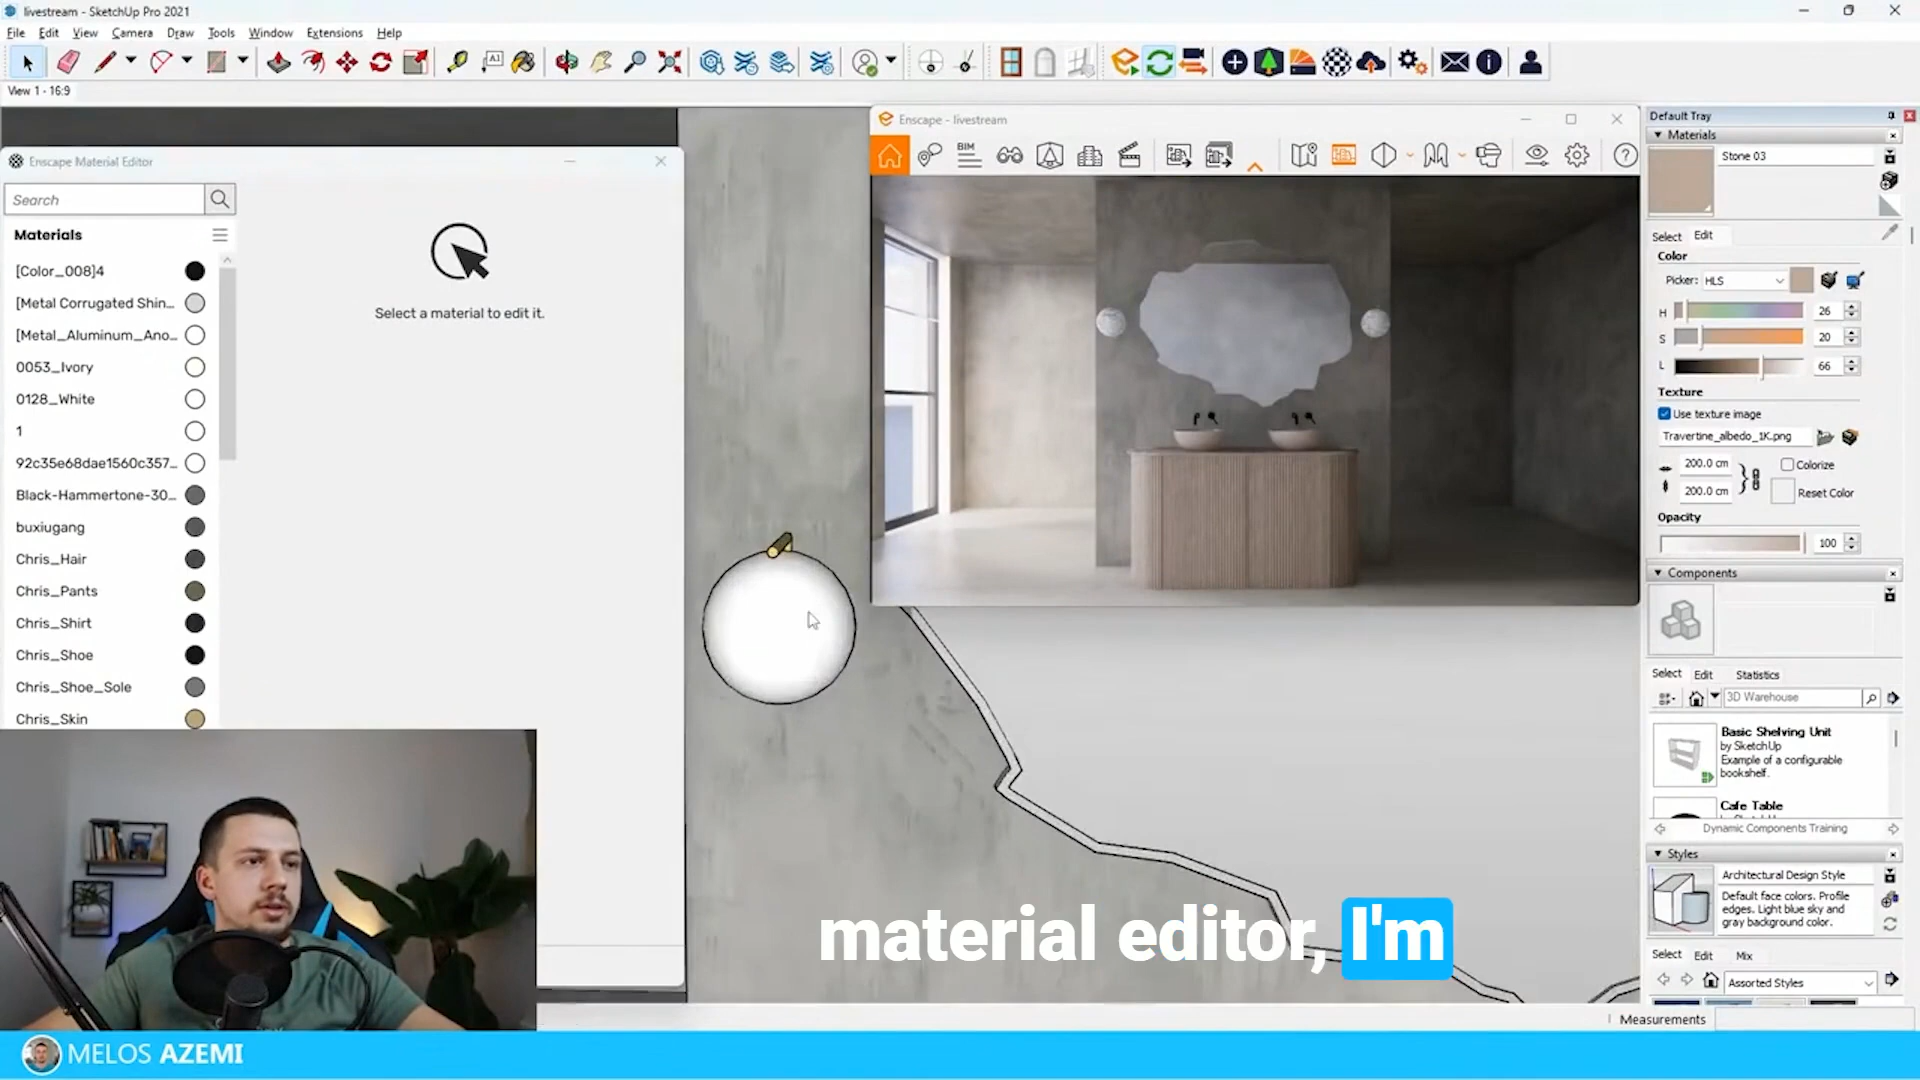 livestream - SketchUp Pro 2021
File Edit View Camera Draw Tools Window Extensions Help
View 1 - 16:9
Enscape Material Editor
Search
Materials
[Color_008]4
[Metal Corrugated Shin...
[Metal_Aluminum_Ano...
0053_Ivory
0128_White
1
92c35e68dae1560c357...
Black-Hammertone-30...
buxiugang
Chris_Hair
Chris_Pants
Chris_Shirt
Chris_Shoe
Chris_Shoe_Sole
Chris_Skin
Select a material to edit it.
Enscape - livestream
BIM
Default Tray
Materials
Stone 03
Select Edit
Color
Picker: HLS
H 26
S 20
L 66
Texture
Use texture image
Travertine_albedo_1K.png
200.0 cm
Colorize
200.0 cm
Reset Color
Opacity
100
Components
Select Edit Statistics
3D Warehouse
Basic Shelving Unit
by SketchUp
Example of a configurable
bookshelf.
Cafe Table
Dynamic Components Training
Styles
Architectural Design Style
Default face colors. Profile
edges. Light blue sky and
gray background color.
Select Edit Mix
Assorted Styles
Measurements
material editor, I'm
MELOS AZEMI